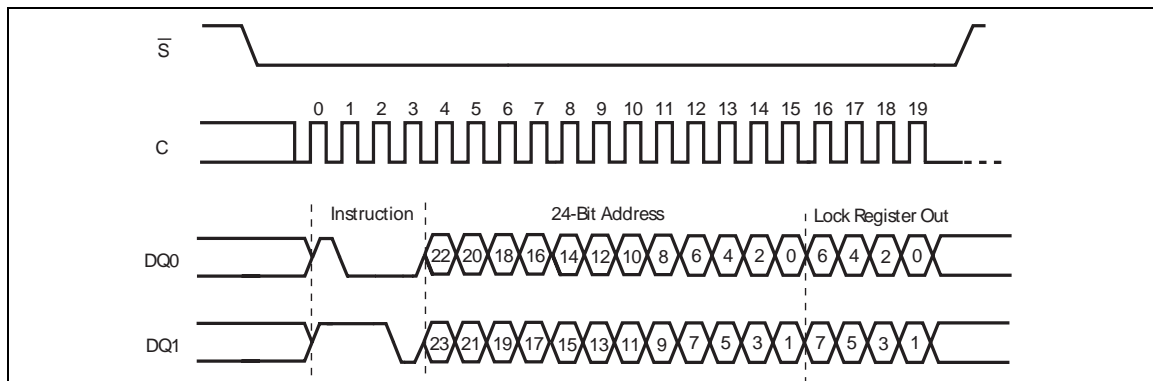 S
0 1 2 3 4 5 6 7 8 9 10 11 12 13 14 15 16 17 18 19
C
Instruction 24-Bit Address Lock Register Out
DQ0 22 20 18 16 14 12 10 8 6 4 2 0 6 4 2 0
DQ1 23 21 19 17 15 13 11 9 7 5 3 1 7 5 3 1